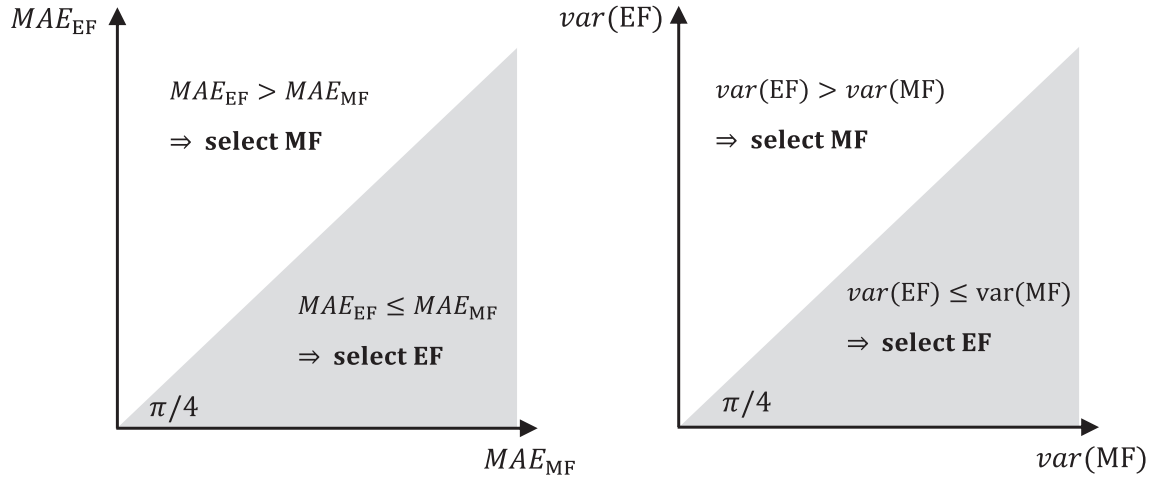 MAE_EF
MAE_EF > MAE_MF
⇒ select MF
MAE_EF ≤ MAE_MF
⇒ select EF
π/4
MAE_MF
var(EF)
var(EF) > var(MF)
⇒ select MF
var(EF) ≤ var(MF)
⇒ select EF
π/4
var(MF)